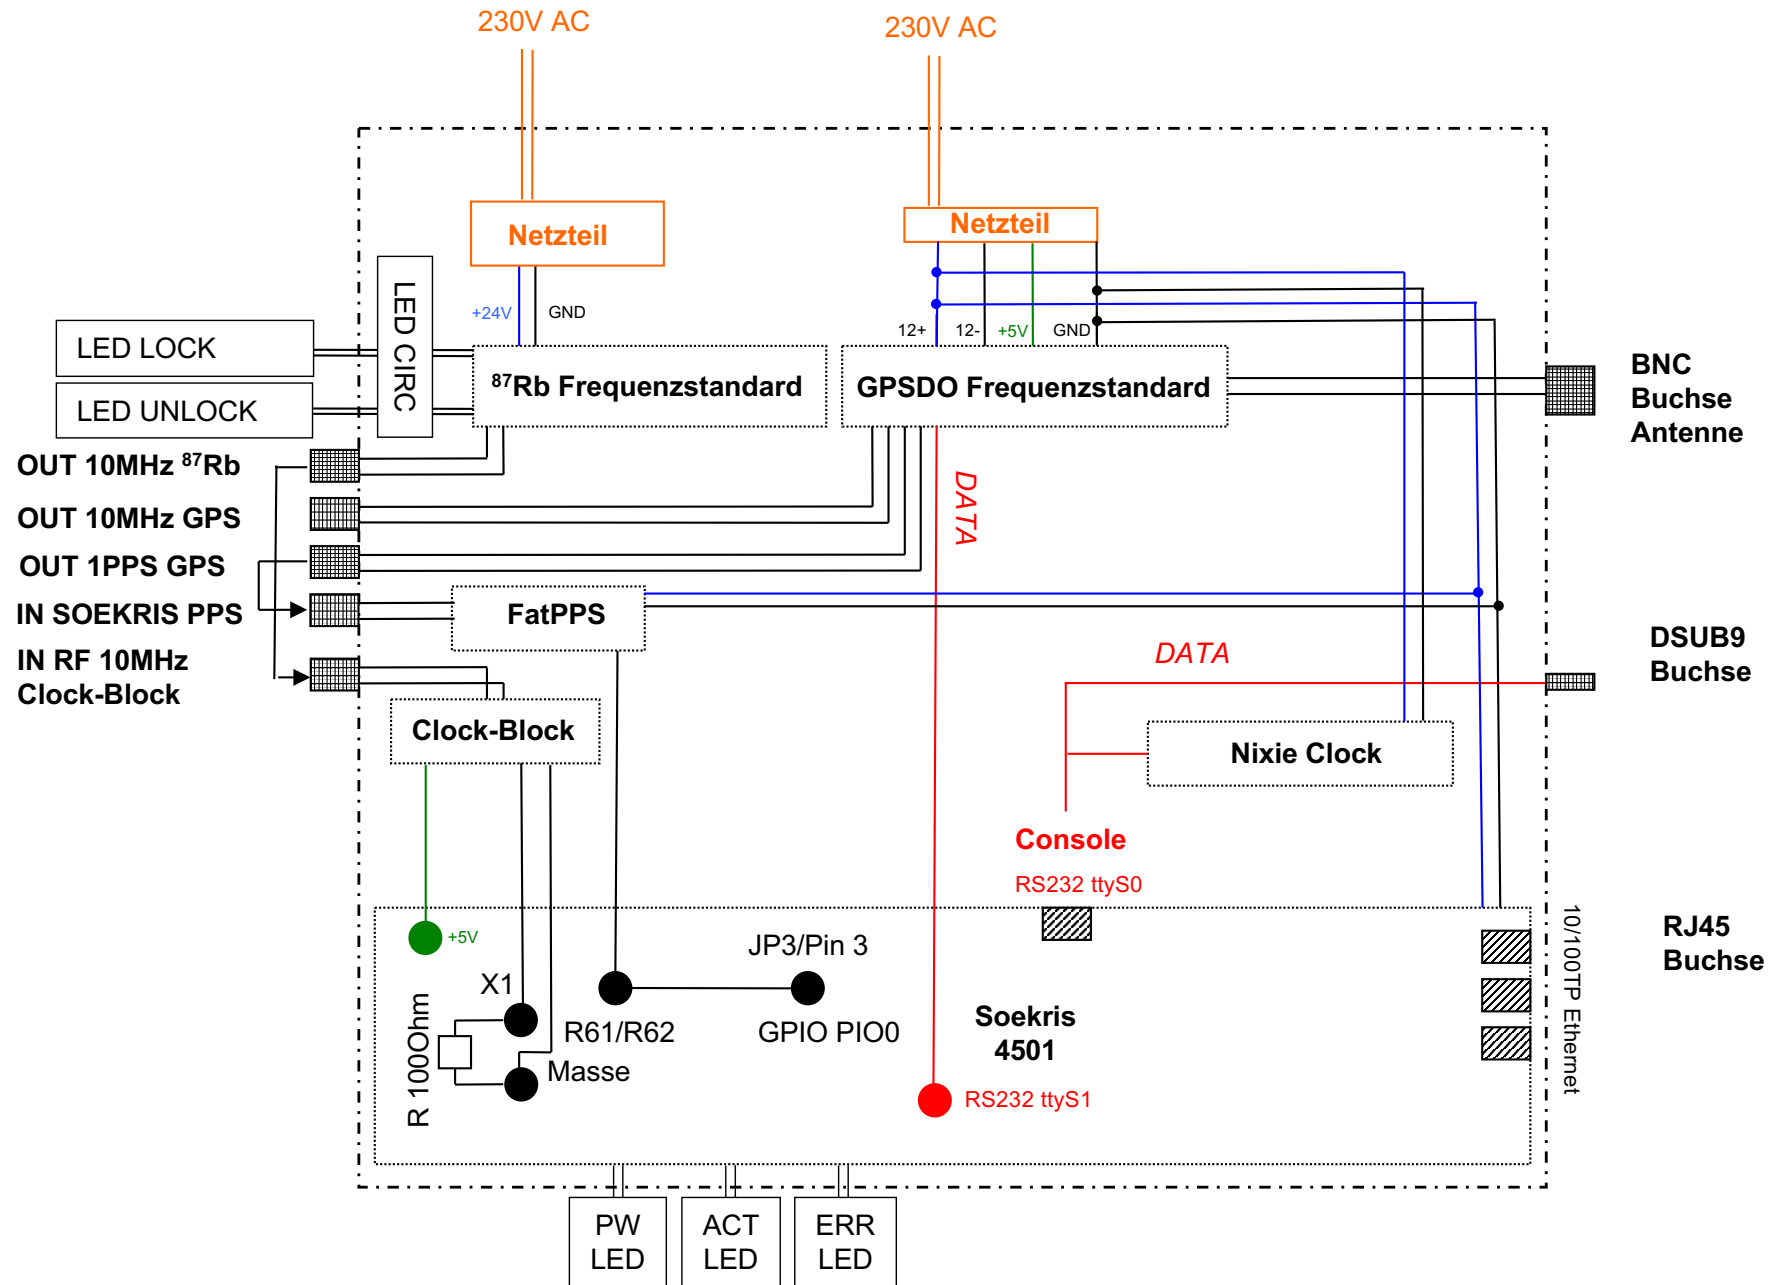 230V AC
230V AC
Netzteil
Netzteil
LED CIRC
+24V
GND
12+
12-
+5V
GND
LED LOCK
LED UNLOCK
⁸⁷Rb Frequenzstandard
GPSDO Frequenzstandard
BNC
Buchse
Antenne
OUT 10MHz ⁸⁷Rb
OUT 10MHz GPS
OUT 1PPS GPS
IN SOEKRIS PPS
IN RF 10MHz
Clock-Block
DATA
FatPPS
DATA
DSUB9
Buchse
Clock-Block
Nixie Clock
Console
RS232 ttyS0
+5V
X1
R 100Ohm
R61/R62
Masse
JP3/Pin 3
GPIO PIO0
Soekris
4501
RS232 ttyS1
10/100TP Ethernet
RJ45
Buchse
PW
LED
ACT
LED
ERR
LED